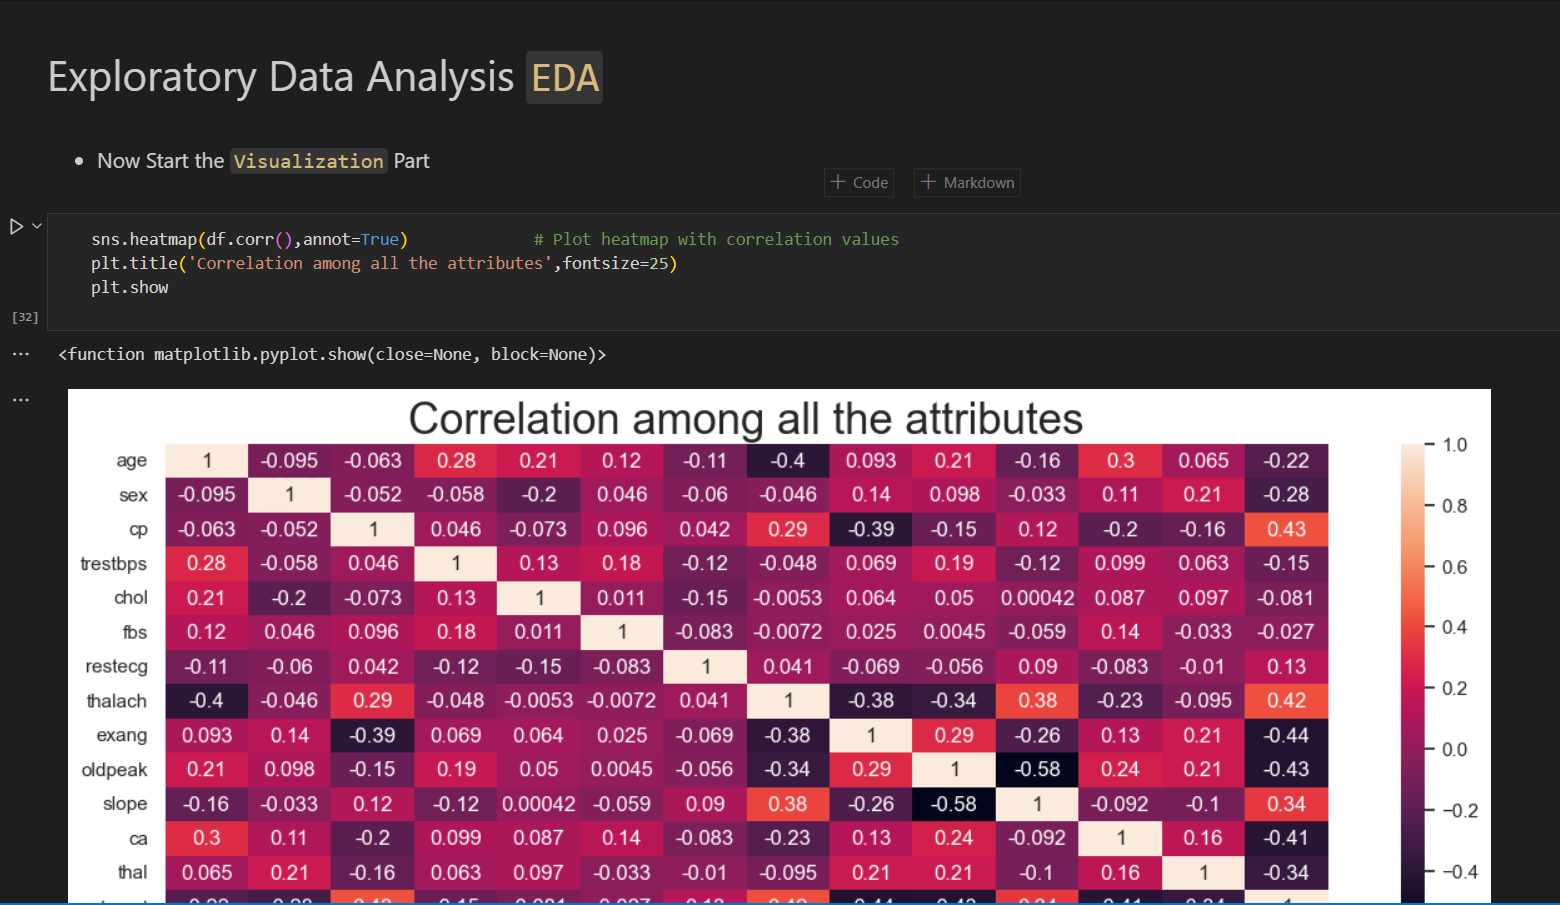 Exploratory Data Analysis EDA
• Now Start the Visualization Part
+ Code + Markdown
sns.heatmap(df.corr(),annot=True) # Plot heatmap with correlation values
plt.title('Correlation among all the attributes',fontsize=25)
plt.show
[32]
<function matplotlib.pyplot.show(close=None, block=None)>
Correlation among all the attributes
age 1 -0.095 -0.063 0.28 0.21 0.12 -0.11 -0.4 0.093 0.21 -0.16 0.3 0.065 -0.22
sex -0.095 1 -0.052 -0.058 -0.2 0.046 -0.06 -0.046 0.14 0.098 -0.033 0.11 0.21 -0.28
cp -0.063 -0.052 1 0.046 -0.073 0.096 0.042 0.29 -0.39 -0.15 0.12 -0.2 -0.16 0.43
trestbps 0.28 -0.058 0.046 1 0.13 0.18 -0.12 -0.048 0.069 0.19 -0.12 0.099 0.063 -0.15
chol 0.21 -0.2 -0.073 0.13 1 0.011 -0.15 -0.0053 0.064 0.05 0.00042 0.087 0.097 -0.081
fbs 0.12 0.046 0.096 0.18 0.011 1 -0.083 -0.0072 0.025 0.0045 -0.059 0.14 -0.033 -0.027
restecg -0.11 -0.06 0.042 -0.12 -0.15 -0.083 1 0.041 -0.069 -0.056 0.09 -0.083 -0.01 0.13
thalach -0.4 -0.046 0.29 -0.048 -0.0053 -0.0072 0.041 1 -0.38 -0.34 0.38 -0.23 -0.095 0.42
exang 0.093 0.14 -0.39 0.069 0.064 0.025 -0.069 -0.38 1 0.29 -0.26 0.13 0.21 -0.44
oldpeak 0.21 0.098 -0.15 0.19 0.05 0.0045 -0.056 -0.34 0.29 1 -0.58 0.24 0.21 -0.43
slope -0.16 -0.033 0.12 -0.12 0.00042 -0.059 0.09 0.38 -0.26 -0.58 1 -0.092 -0.1 0.34
ca 0.3 0.11 -0.2 0.099 0.087 0.14 -0.083 -0.23 0.13 0.24 -0.092 1 0.16 -0.41
thal 0.065 0.21 -0.16 0.063 0.097 -0.033 -0.01 -0.095 0.21 0.21 -0.1 0.16 1 -0.34
1.0
0.8
0.6
0.4
0.2
0.0
-0.2
-0.4